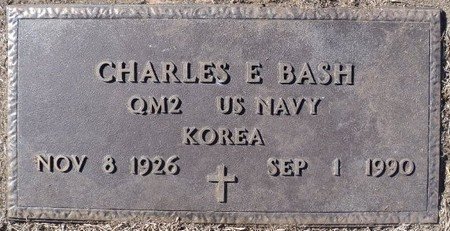 CHARLES E BASH
QM2 US NAVY
KOREA
NOV 8 1926 SEP 1 1990